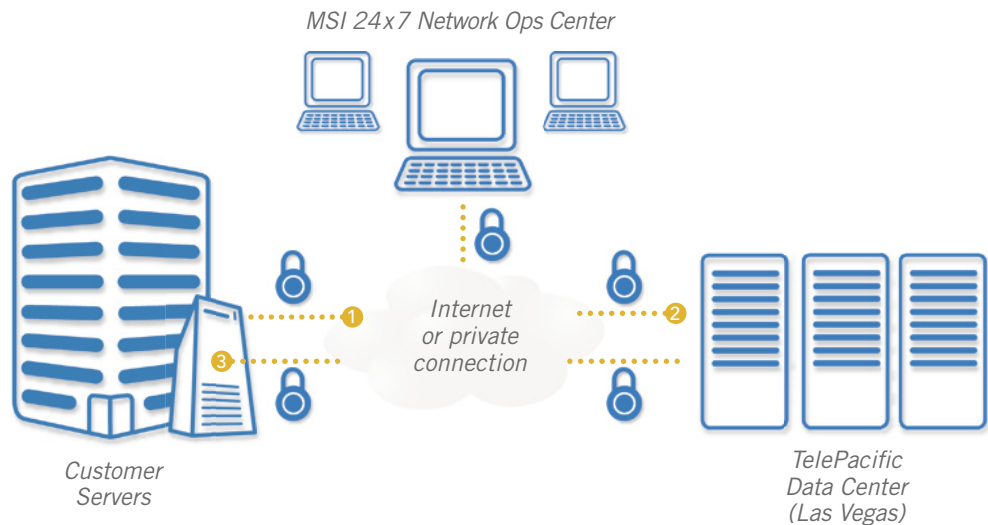 MSI 24x7 Network Ops Center
1
2
3
Internet
or private
connection
Customer
Servers
TelePacific
Data Center
(Las Vegas)